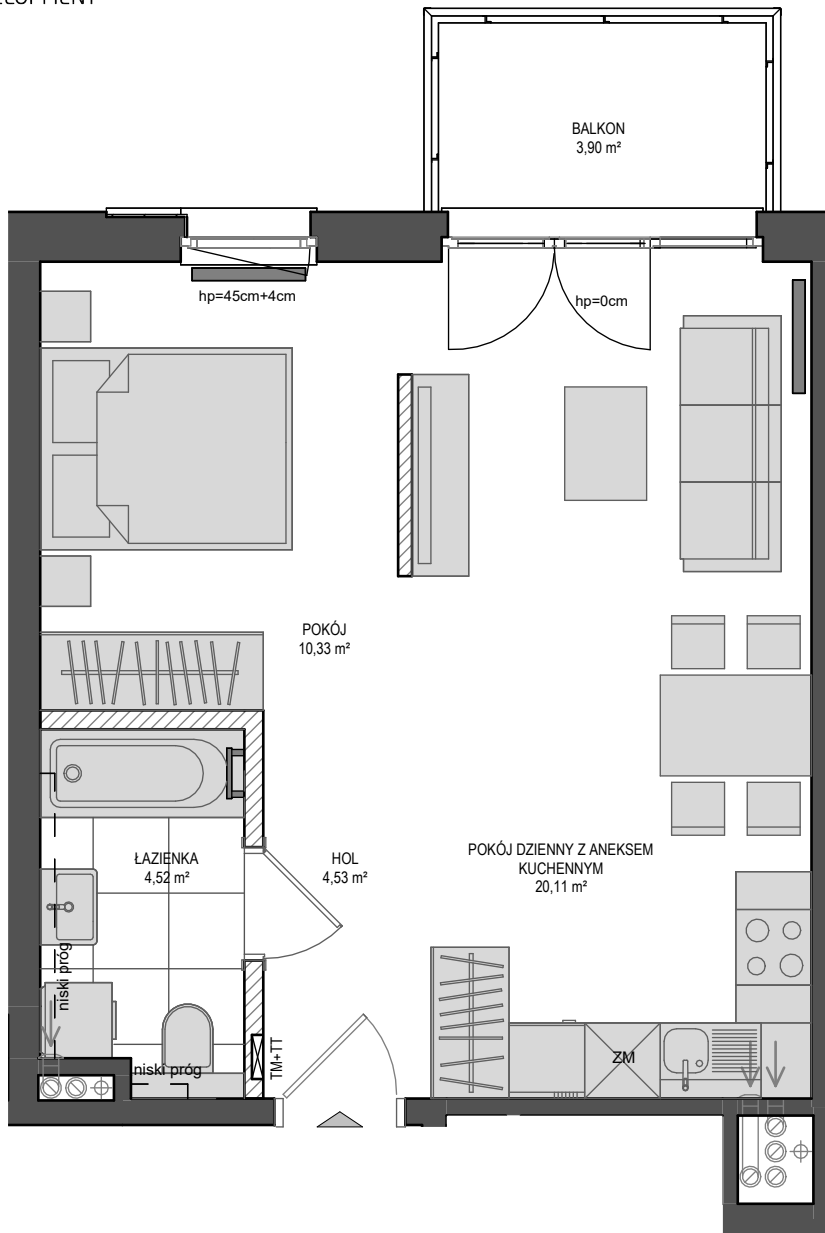 BALKON
3,90 m²
hp=45cm+4cm
hp=0cm
POKÓJ
10,33 m²
ŁAZIENKA
4,52 m²
HOL
4,53 m²
POKÓJ DZIENNY Z ANEKSEM
KUCHENNYM
20,11 m²
niski próg
niski próg
TM+TT
ZM